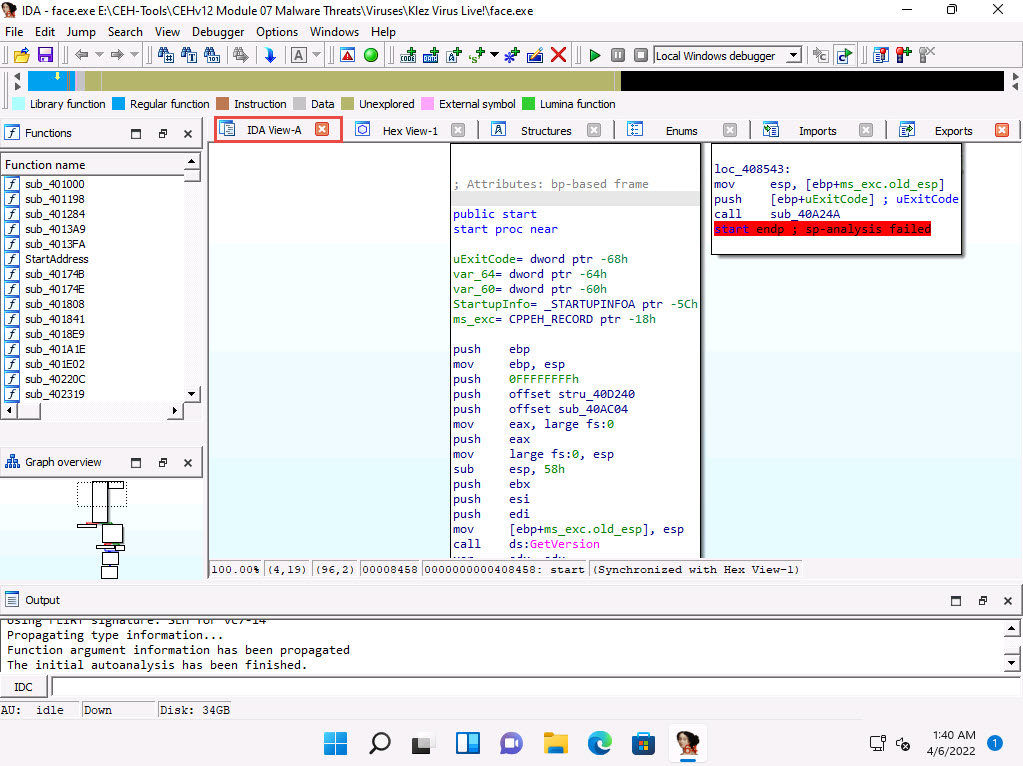 IDA - face.exe E:\CEH-Tools\CEHv12 Module 07 Malware Threats\Viruses\Klez Virus Live!\face.exe
File Edit Jump Search View Debugger Options Windows Help
Local Windows debugger
Library function Regular function Instruction Data Unexplored External symbol Lumina function
Functions
IDA View-A Hex View-1 Structures Enums Imports Exports
Function name
sub_401000
sub_401198
sub_401284
sub_4013A9
sub_4013FA
StartAddress
sub_40174B
sub_40174E
sub_401808
sub_401841
sub_4018E9
sub_401A1E
sub_401E02
sub_40220C
sub_402319
Graph overview
; Attributes: bp-based frame
public start
start proc near
uExitCode= dword ptr -68h
var_64= dword ptr -64h
var_60= dword ptr -60h
StartupInfo= _STARTUPINFOA ptr -5Ch
ms_exc= CPPEH_RECORD ptr -18h
push ebp
mov ebp, esp
push 0FFFFFFFFh
push offset stru_40D240
push offset sub_40AC04
mov eax, large fs:0
push eax
mov large fs:0, esp
sub esp, 58h
push ebx
push esi
push edi
mov [ebp+ms_exc.old_esp], esp
call ds:GetVersion
loc_408543:
mov esp, [ebp+ms_exc.old_esp]
push [ebp+uExitCode] ; uExitCode
call sub_40A24A
start endp ; sp-analysis failed
100.00% (4,19) (96,2) 00008458 0000000000408458: start (Synchronized with Hex View-1)
Output
Using FLIRT signature: SEH for vc7-14
Propagating type information...
Function argument information has been propagated
The initial autoanalysis has been finished.
IDC
AU: idle Down Disk: 34GB
1:40 AM
4/6/2022
1